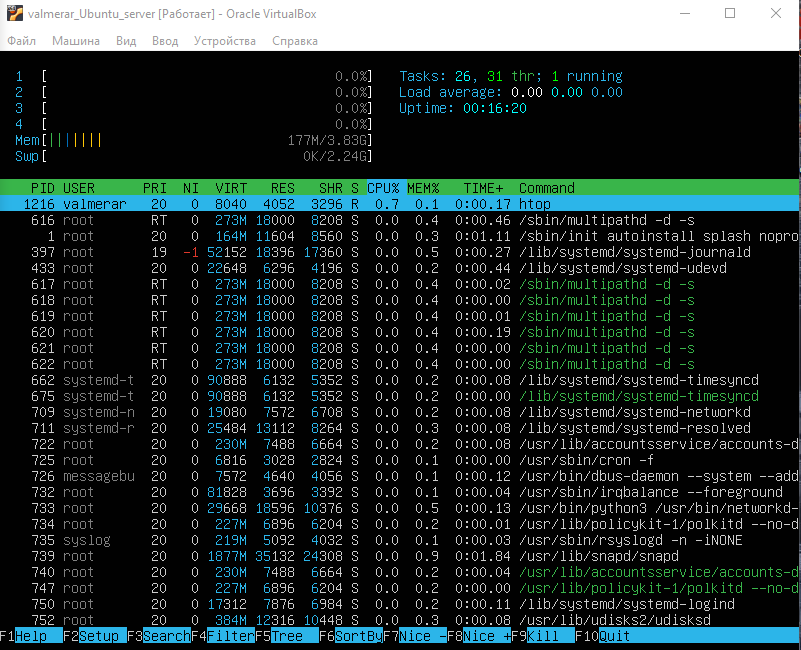 valmerar_Ubuntu_server [Работает] - Oracle VirtualBox
Файл Машина Вид Ввод Устройства Справка
1 [ 0.0%] Tasks: 26, 31 thr; 1 running
2 [ 0.0%] Load average: 0.00 0.00 0.00
3 [ 0.0%] Uptime: 00:16:20
4 [ 0.0%]
Mem[||||||| 177M/3.83G]
Swp[ 0K/2.24G]
PID USER PRI NI VIRT RES SHR S CPU% MEM% TIME+ Command
1216 valmerar 20 0 8040 4052 3296 R 0.7 0.1 0:00.17 htop
616 root RT 0 273M 18000 8208 S 0.0 0.4 0:00.46 /sbin/multipathd -d -s
1 root 20 0 164M 11604 8560 S 0.0 0.3 0:01.11 /sbin/init autoinstall splash nopro
397 root 19 -1 52152 18396 17360 S 0.0 0.5 0:00.27 /lib/systemd/systemd-journald
433 root 20 0 22648 6296 4196 S 0.0 0.2 0:00.44 /lib/systemd/systemd-udevd
617 root RT 0 273M 18000 8208 S 0.0 0.4 0:00.02 /sbin/multipathd -d -s
618 root RT 0 273M 18000 8208 S 0.0 0.4 0:00.00 /sbin/multipathd -d -s
619 root RT 0 273M 18000 8208 S 0.0 0.4 0:00.01 /sbin/multipathd -d -s
620 root RT 0 273M 18000 8208 S 0.0 0.4 0:00.19 /sbin/multipathd -d -s
621 root RT 0 273M 18000 8208 S 0.0 0.4 0:00.00 /sbin/multipathd -d -s
622 root RT 0 273M 18000 8208 S 0.0 0.4 0:00.00 /sbin/multipathd -d -s
662 systemd-t 20 0 90888 6132 5352 S 0.0 0.2 0:00.08 /lib/systemd/systemd-timesyncd
675 systemd-t 20 0 90888 6132 5352 S 0.0 0.2 0:00.00 /lib/systemd/systemd-timesyncd
709 systemd-n 20 0 19080 7572 6708 S 0.0 0.2 0:00.08 /lib/systemd/systemd-networkd
711 systemd-r 20 0 25484 13112 8264 S 0.0 0.3 0:00.08 /lib/systemd/systemd-resolved
722 root 20 0 230M 7488 6664 S 0.0 0.2 0:00.08 /usr/lib/accountsservice/accounts-d
725 root 20 0 6816 3028 2824 S 0.0 0.1 0:00.00 /usr/sbin/cron -f
726 messagebu 20 0 7572 4640 4056 S 0.0 0.1 0:00.12 /usr/bin/dbus-daemon --system --add
732 root 20 0 81828 3696 3392 S 0.0 0.1 0:00.04 /usr/sbin/irqbalance --foreground
733 root 20 0 29668 18596 10376 S 0.0 0.5 0:00.13 /usr/bin/python3 /usr/bin/networkd-
734 root 20 0 227M 6896 6204 S 0.0 0.2 0:00.01 /usr/lib/policykit-1/polkitd --no-d
735 syslog 20 0 219M 5092 4032 S 0.0 0.1 0:00.03 /usr/sbin/rsyslogd -n -iNONE
739 root 20 0 1877M 35132 24308 S 0.0 0.9 0:01.84 /usr/lib/snapd/snapd
740 root 20 0 230M 7488 6664 S 0.0 0.2 0:00.04 /usr/lib/accountsservice/accounts-d
747 root 20 0 227M 6896 6204 S 0.0 0.2 0:00.00 /usr/lib/policykit-1/polkitd --no-d
750 root 20 0 17312 7876 6984 S 0.0 0.2 0:00.11 /lib/systemd/systemd-logind
752 root 20 0 384M 12316 10448 S 0.0 0.3 0:00.08 /usr/lib/udisks2/udisksd
F1Help F2Setup F3SearchF4FilterF5Tree F6SortByF7Nice -F8Nice +F9Kill F10Quit